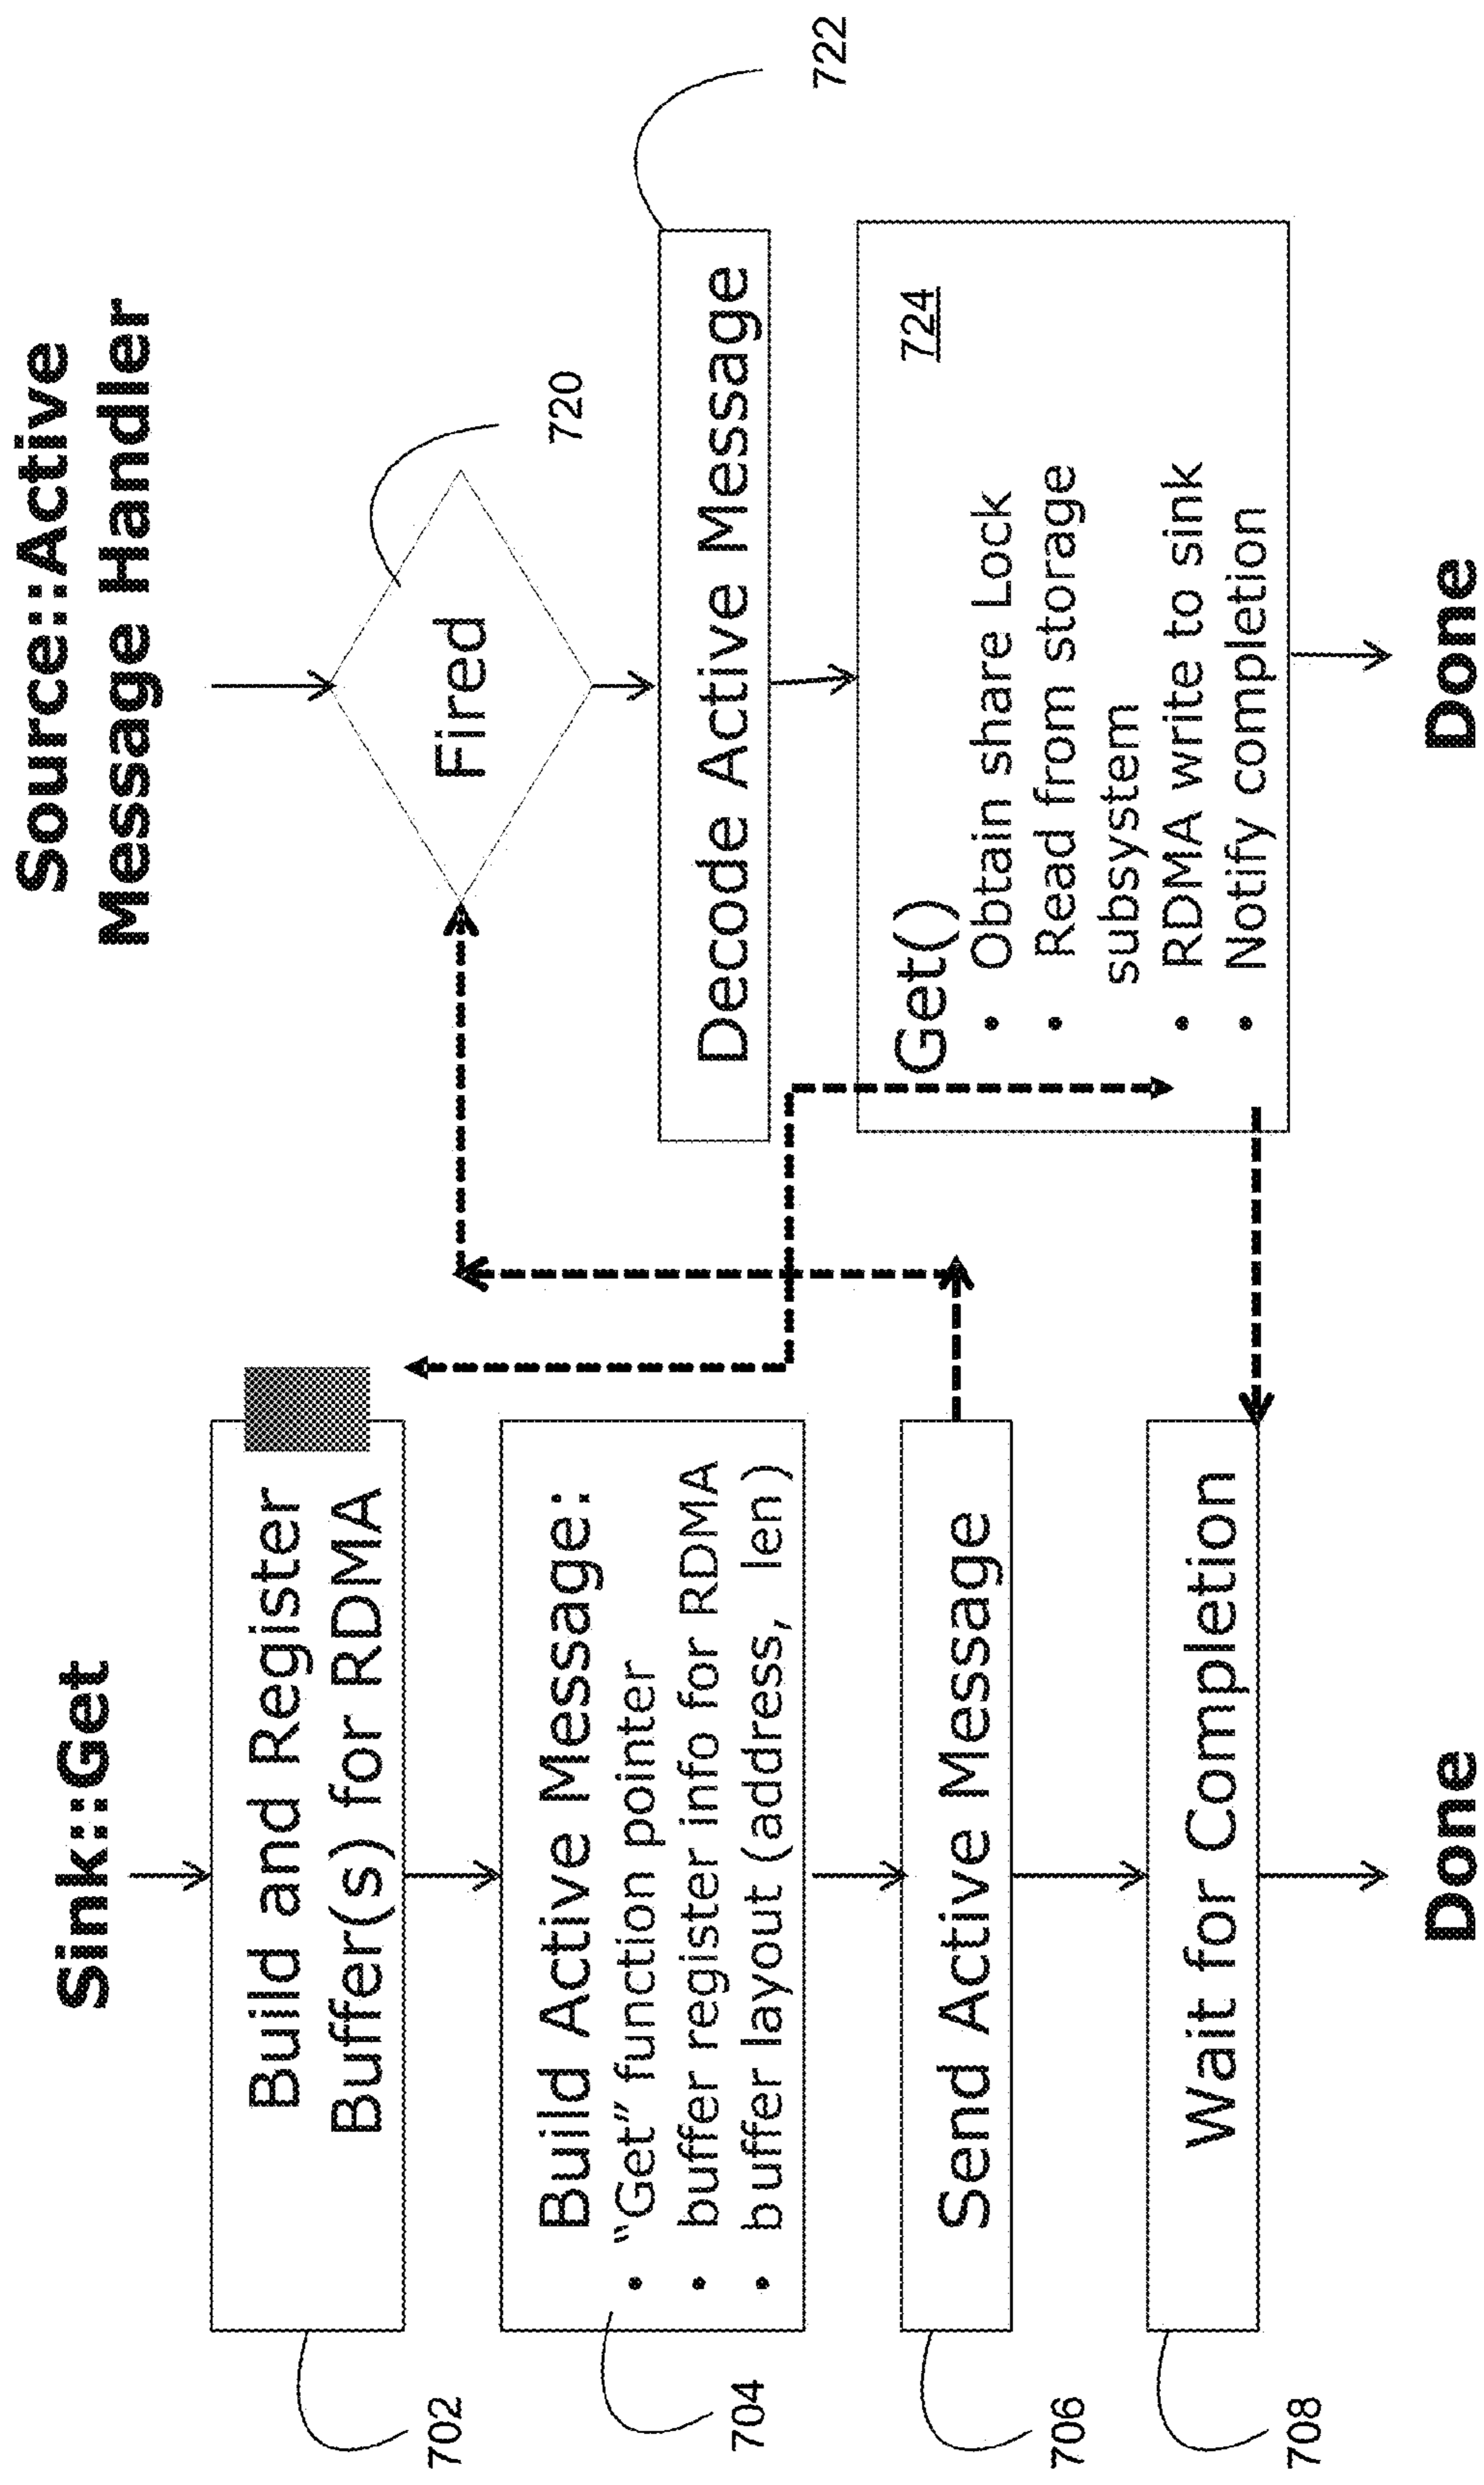 Sink::Get
702
Build and Register
Buffer(s) for RDMA
704
Build Active Message:
• “Get” function pointer
• buffer register info for RDMA
• buffer layout (address, len)
706
Send Active Message
708
Wait for Completion
Done
Source::Active
Message Handler
Fired
720
Decode Active Message
722
Get()
724
• Obtain share Lock
• Read from storage
subsystem
• RDMA write to sink
• Notify completion
Done